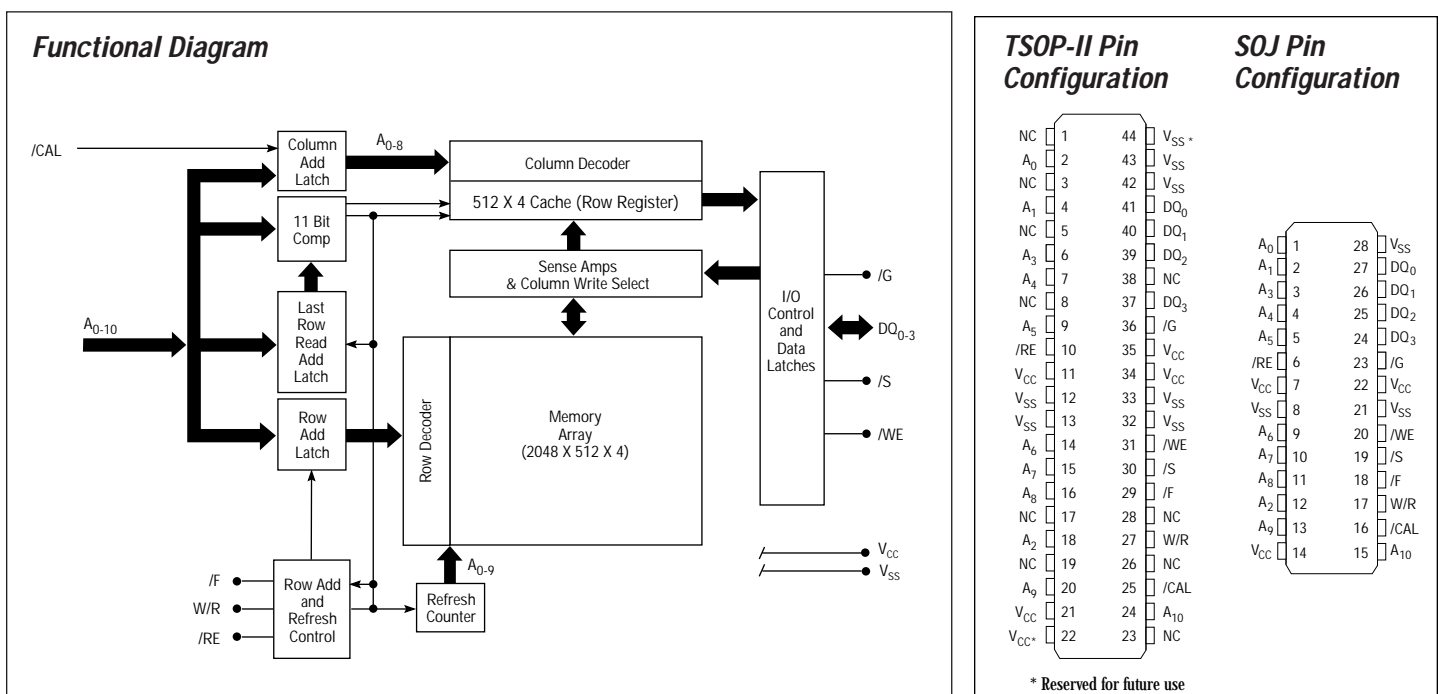 Functional Diagram
/CAL
Column
Add
Latch
A0-8
Column Decoder
512 X 4 Cache (Row Register)
11 Bit
Comp
Sense Amps
& Column Write Select
Last
Row
Read
Add
Latch
A0-10
Row
Add
Latch
Row Decoder
Memory
Array
(2048 X 512 X 4)
I/O
Control
and
Data
Latches
/G
DQ0-3
/S
/WE
VCC
VSS
A0-9
/F
W/R
/RE
Row Add
and
Refresh
Control
Refresh
Counter
TSOP-II Pin
Configuration
NC 1 44 VSS*
A0 2 43 VSS
NC 3 42 VSS
A1 4 41 DQ0
NC 5 40 DQ1
A3 6 39 DQ2
A4 7 38 NC
NC 8 37 DQ3
A5 9 36 /G
/RE 10 35 VCC
VCC 11 34 VCC
VSS 12 33 VSS
VSS 13 32 VSS
A6 14 31 /WE
A7 15 30 /S
A8 16 29 /F
NC 17 28 NC
A2 18 27 W/R
NC 19 26 NC
A9 20 25 /CAL
VCC 21 24 A10
VCC* 22 23 NC
* Reserved for future use
SOJ Pin
Configuration
A0 1 28 VSS
A1 2 27 DQ0
A3 3 26 DQ1
A4 4 25 DQ2
A5 5 24 DQ3
/RE 6 23 /G
VCC 7 22 VCC
VSS 8 21 VSS
A6 9 20 /WE
A7 10 19 /S
A8 11 18 /F
A2 12 17 W/R
A9 13 16 /CAL
VCC 14 15 A10